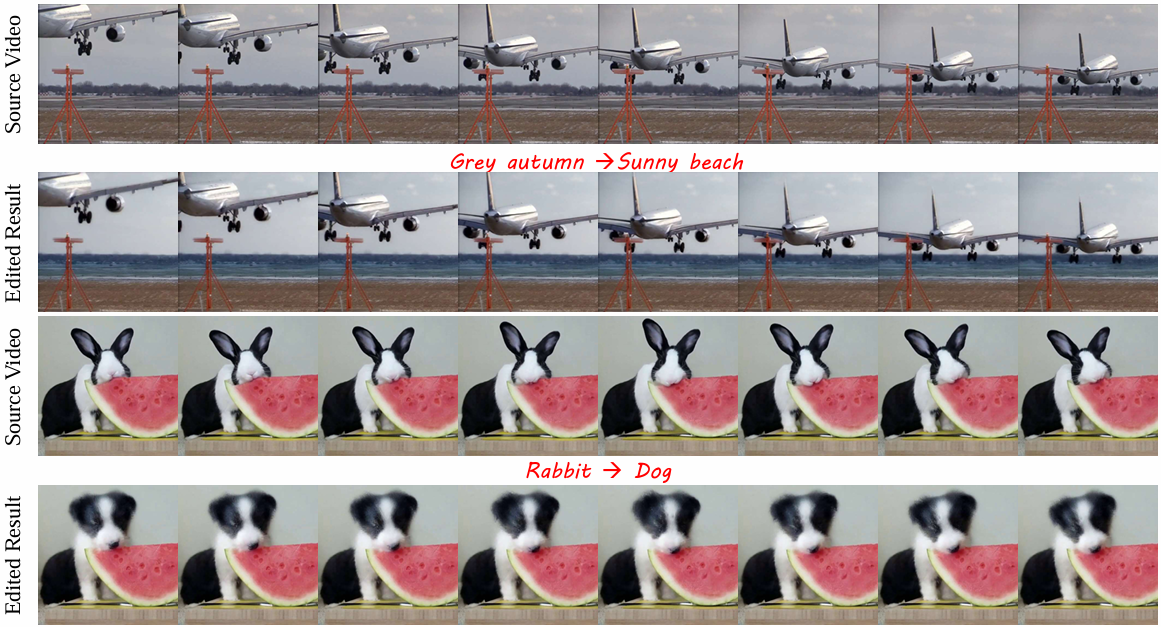 Source Video
Grey autumn → Sunny beach
Edited Result
Source Video
Rabbit → Dog
Edited Result